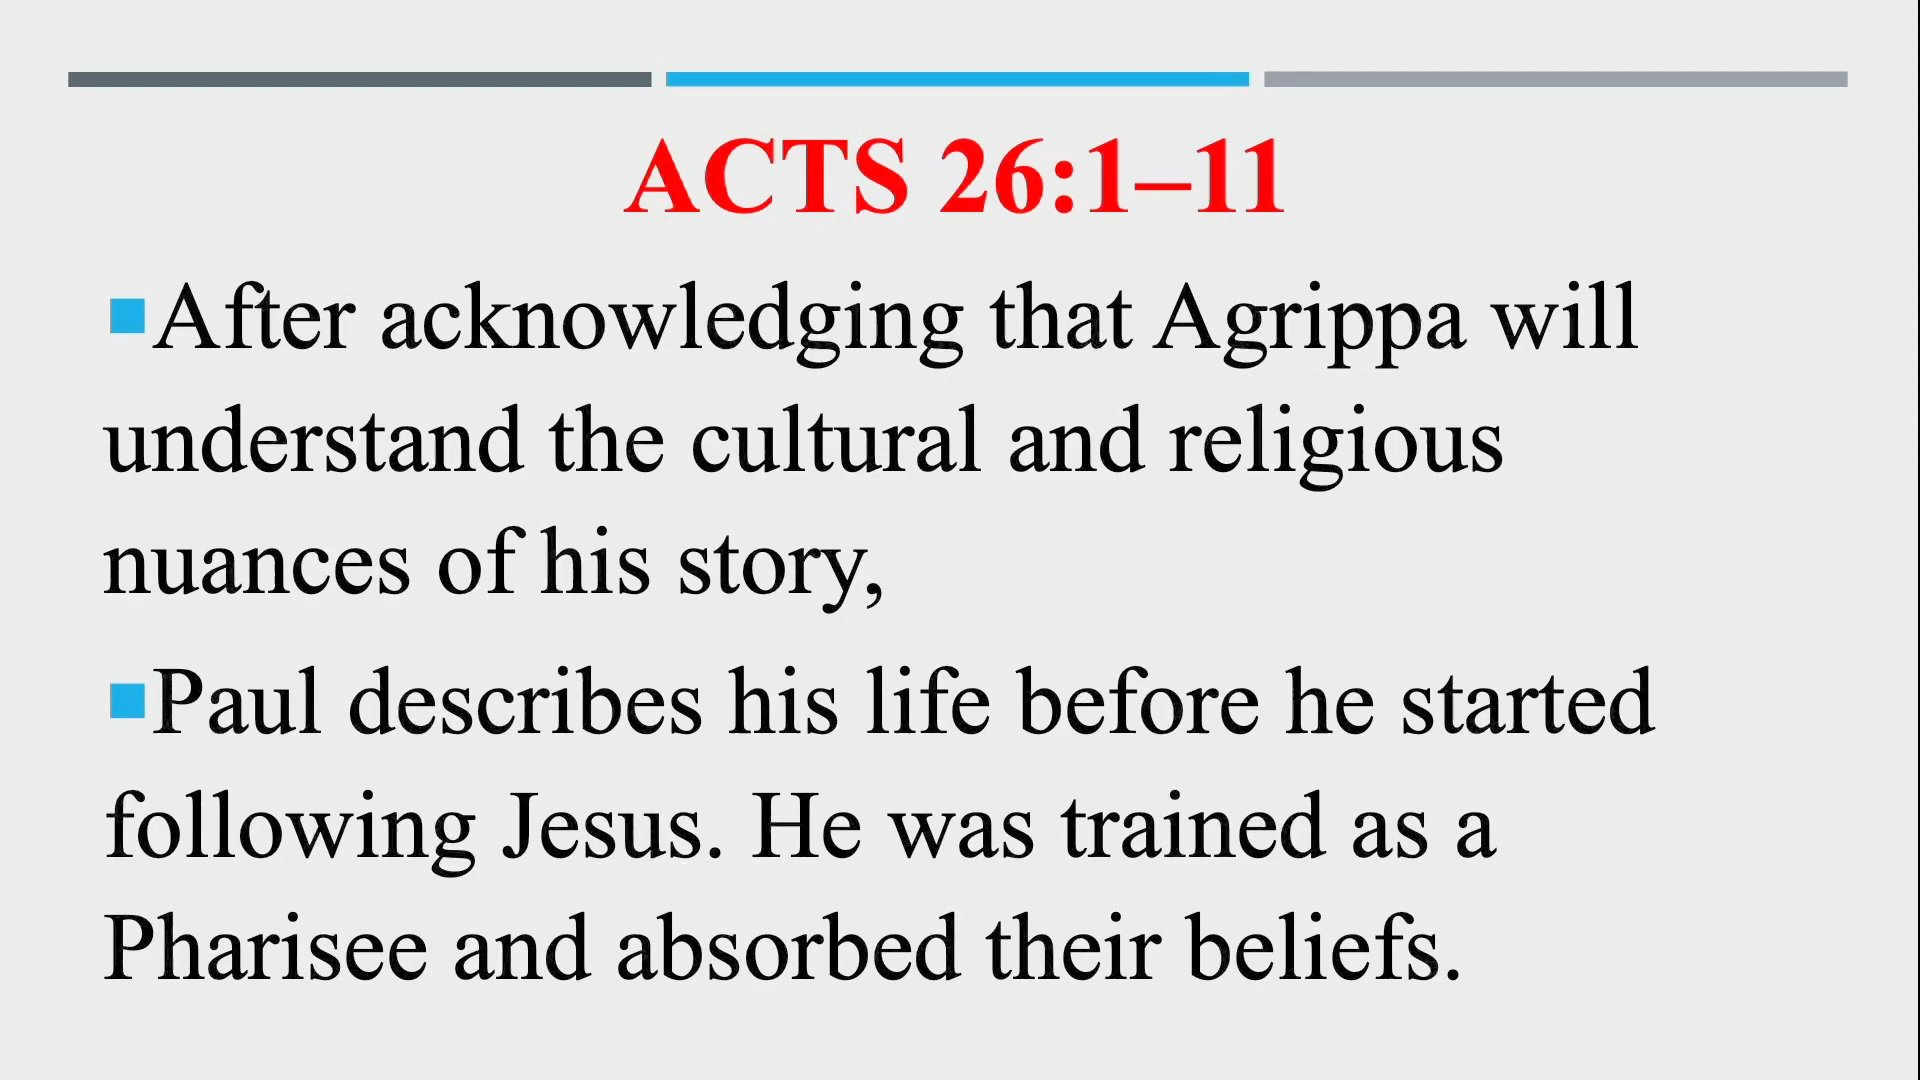 ACTS 26:1–11
▪After acknowledging that Agrippa will
understand the cultural and religious
nuances of his story,
▪Paul describes his life before he started
following Jesus. He was trained as a
Pharisee and absorbed their beliefs.